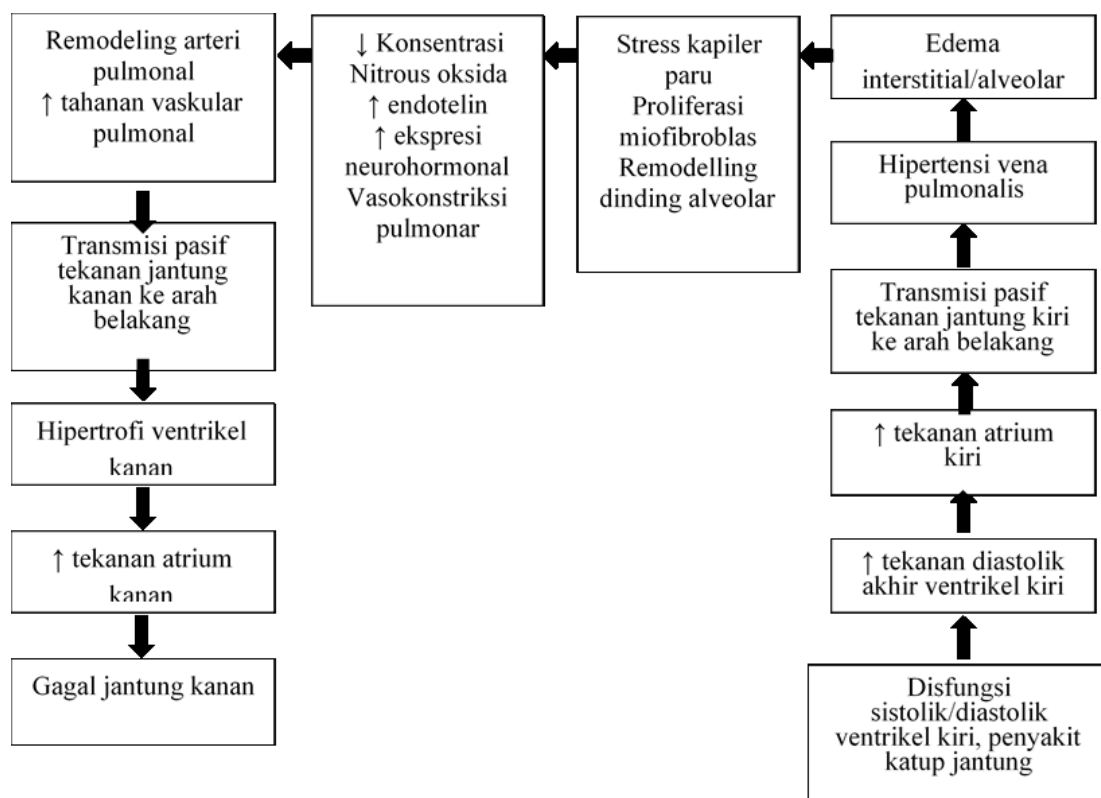 Remodeling arteri
pulmonal
↑ tahanan vaskular
pulmonal
↓ Konsentrasi
Nitrous oksida
↑ endotelin
↑ ekspresi
neurohormonal
Vasokonstriksi
pulmonar
Stress kapiler
paru
Proliferasi
miofibroblas
Remodelling
dinding alveolar
Edema
interstitial/alveolar
Hipertensi vena
pulmonalis
Transmisi pasif
tekanan jantung
kanan ke arah
belakang
Transmisi pasif
tekanan jantung kiri
ke arah belakang
Hipertrofi ventrikel
kanan
↑ tekanan atrium
kiri
↑ tekanan atrium
kanan
↑ tekanan diastolik
akhir ventrikel kiri
Gagal jantung kanan
Disfungsi
sistolik/diastolik
ventrikel kiri, penyakit
katup jantung